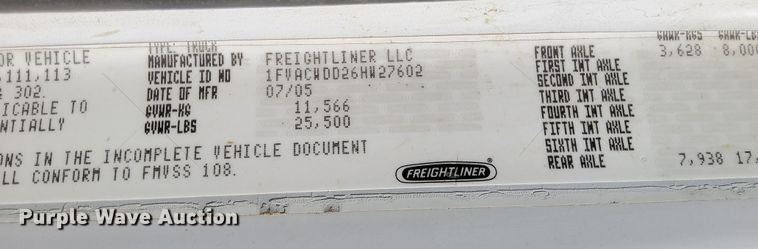 TYPE: TRUCK
OR VEHICLE MANUFACTURED BY FREIGHTLINER LLC
111,113 VEHICLE ID NO 1FVACWDD26HW27602
302. DATE OF MFR 07/05
ICABLE TO GVWR-KG 11,566
ENTIALLY GVWR-LBS 25,500
ONS IN THE INCOMPLETE VEHICLE DOCUMENT
LL CONFORM TO FMVSS 108.
FREIGHTLINER
GAWR-KGS GAWR-LB
FRONT AXLE 3,628 8,000
FIRST INT AXLE
SECOND INT AXLE
THIRD INT AXLE
FOURTH INT AXLE
FIFTH INT AXLE
SIXTH INT AXLE
REAR AXLE 7,938 17,
Purple Wave Auction